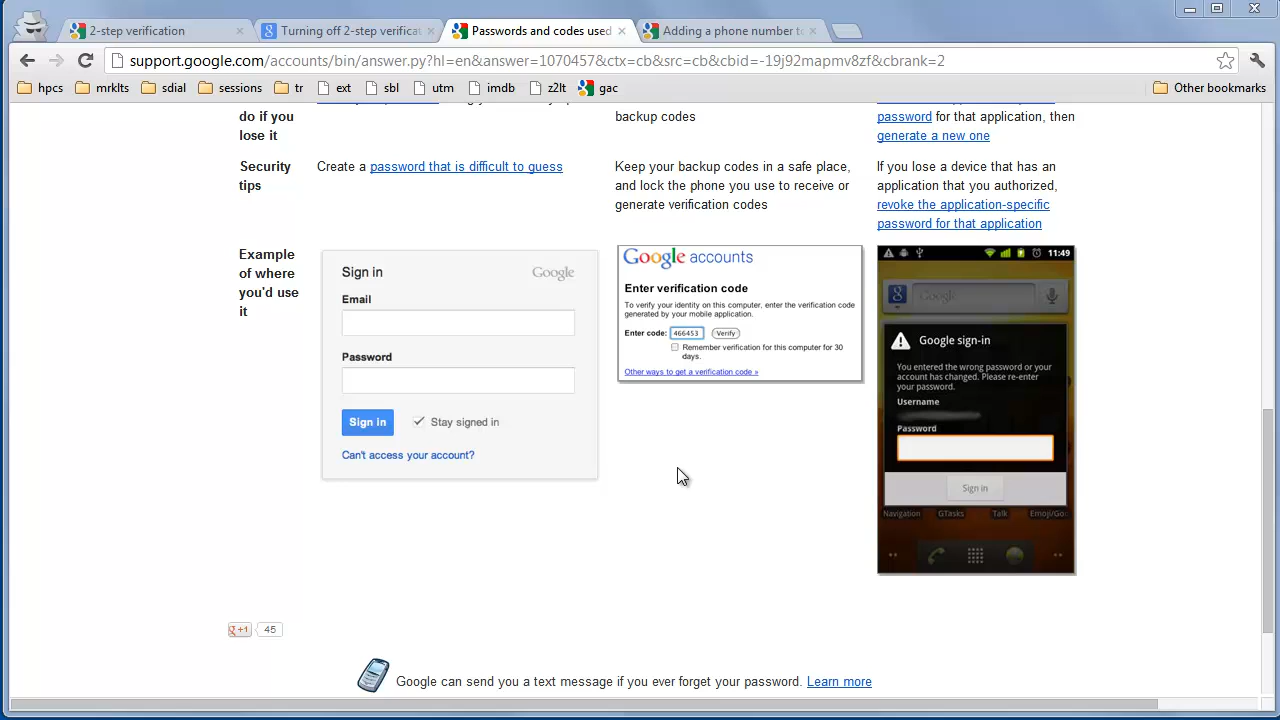 2-step verification
Turning off 2-step verificat
Passwords and codes used
Adding a phone number to
support.google.com/accounts/bin/answer.py?hl=en&answer=1070457&ctx=cb&src=cb&cbid=-19j92mapmv8zf&cbrank=2
hpcs mrklts sdial sessions tr ext sbl utm imdb z2lt gac Other bookmarks
do if you
lose it
backup codes
password for that application, then
generate a new one
Security
tips
Create a password that is difficult to guess
Keep your backup codes in a safe place,
and lock the phone you use to receive or
generate verification codes
If you lose a device that has an
application that you authorized,
revoke the application-specific
password for that application
Example
of where
you'd use
it
Sign in Google
Email
Password
Sign In Stay signed in
Can't access your account?
Google accounts
Enter verification code
To verify your identity on this computer, enter the verification code
generated by your mobile application.
Enter code: 466453 Verify
Remember verification for this computer for 30
days.
Other ways to get a verification code »
11:49
Google
Google sign-in
You entered the wrong password or your
account has changed. Please re-enter
your password.
Username
Password
Sign in
Navigation GTasks Talk Emoji/Go
g+1 45
Google can send you a text message if you ever forget your password. Learn more